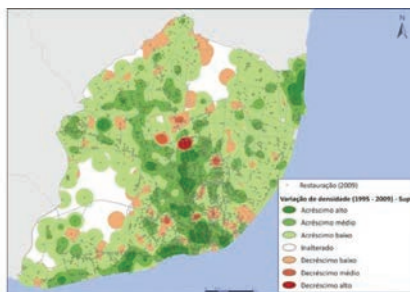 N
Restauração (2009)
Variação de densidade (1995 - 2009) - Supl
Acréscimo alto
Acréscimo médio
Acréscimo baixo
Inalterado
Decréscimo baixo
Decréscimo médio
Decréscimo alto